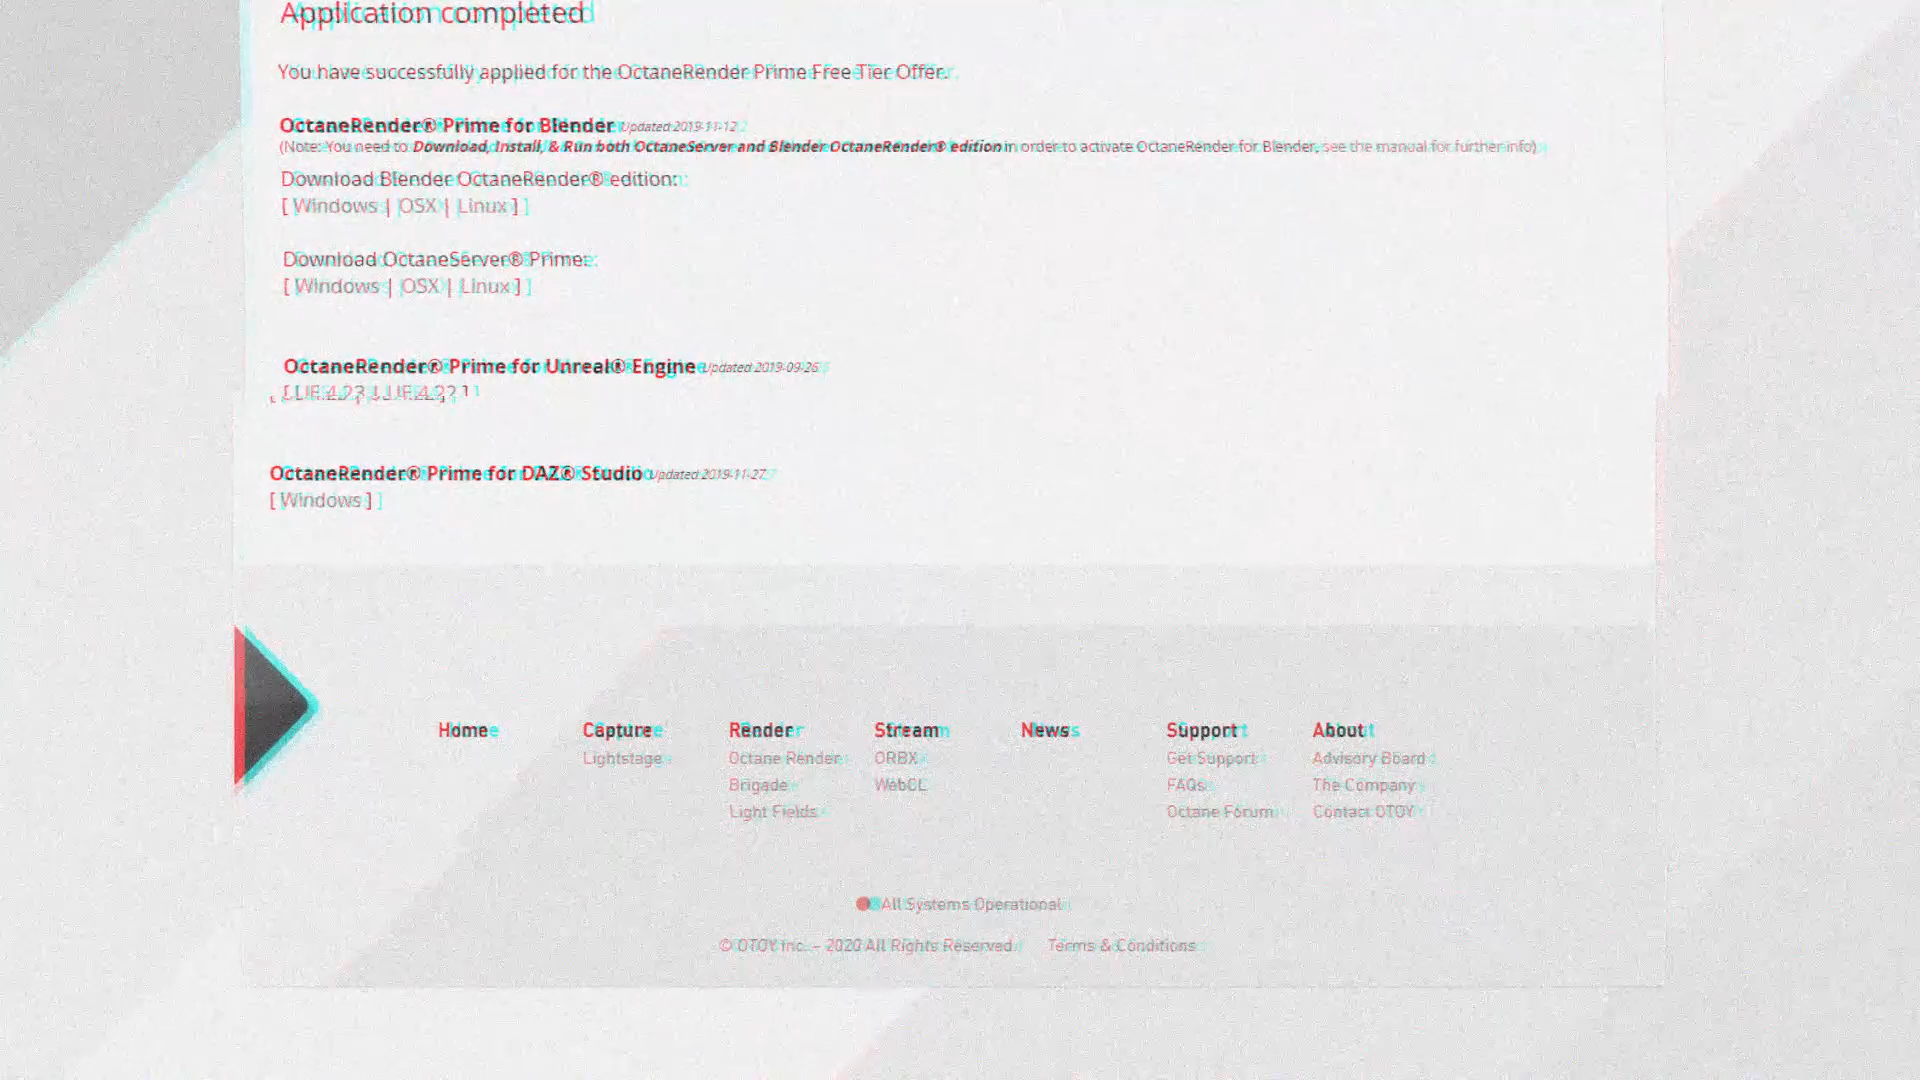 Application completed
You have successfully applied for the OctaneRender Prime Free Tier Offer.
OctaneRender® Prime for Blender Updated 2019-11-12
(Note: You need to Download, Install, & Run both OctaneServer and Blender OctaneRender® edition in order to activate OctaneRender for Blender, see the manual for further info)
Download Blender OctaneRender® edition:
[ Windows | OSX | Linux ]
Download OctaneServer® Prime:
[ Windows | OSX | Linux ]
OctaneRender® Prime for Unreal® Engine Updated 2019-09-26
[ UE 4.23 | UE 4.22 ]
OctaneRender® Prime for DAZ® Studio Updated 2019-11-27
[ Windows ]
Home Capture Render Stream News Support About
Lightstage Octane Render ORBX Get Support Advisory Board
Brigade WebCL FAQs The Company
Light Fields Octane Forum Contact OTOY
All Systems Operational
© OTOY Inc. – 2020 All Rights Reserved. Terms & Conditions